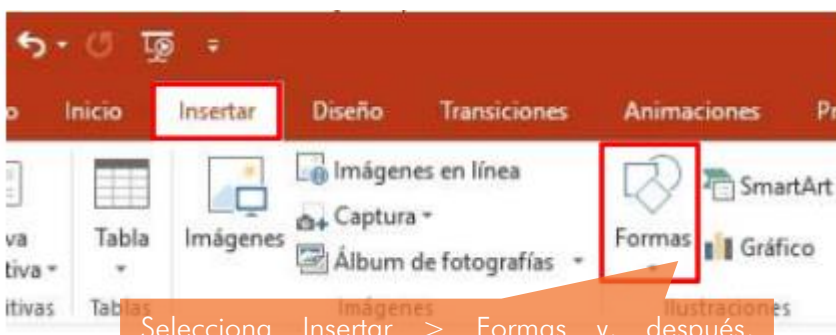 Inicio Insertar Diseño Transiciones Animaciones
Imágenes en línea
SmartArt
Captura
Tabla Imágenes Formas Gráfico
Álbum de fotografías
Tablas Imágenes Ilustraciones
Selecciona Insertar > Formas y después